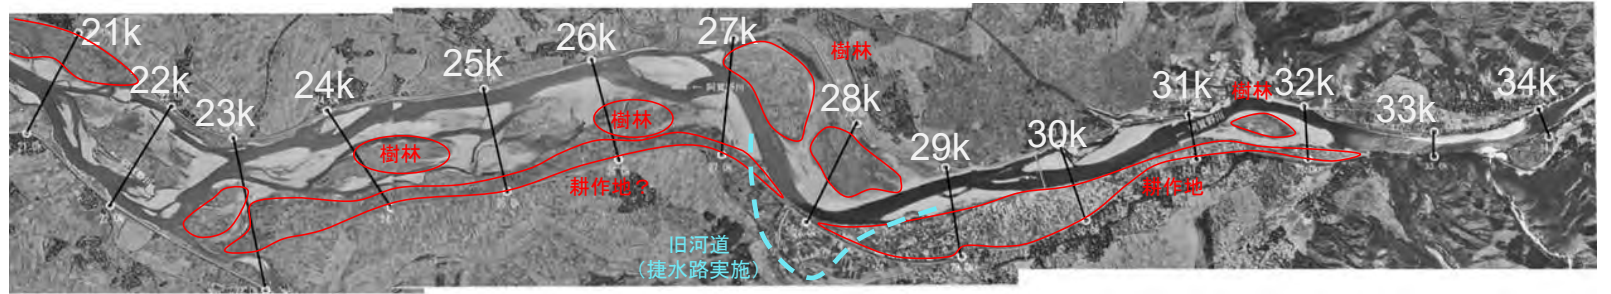 21k
22k
23k
24k
25k
26k
27k
28k
29k
30k
31k
32k
33k
34k
樹林
樹林
樹林
樹林
耕作地？
耕作地
旧河道
（捷水路実施）